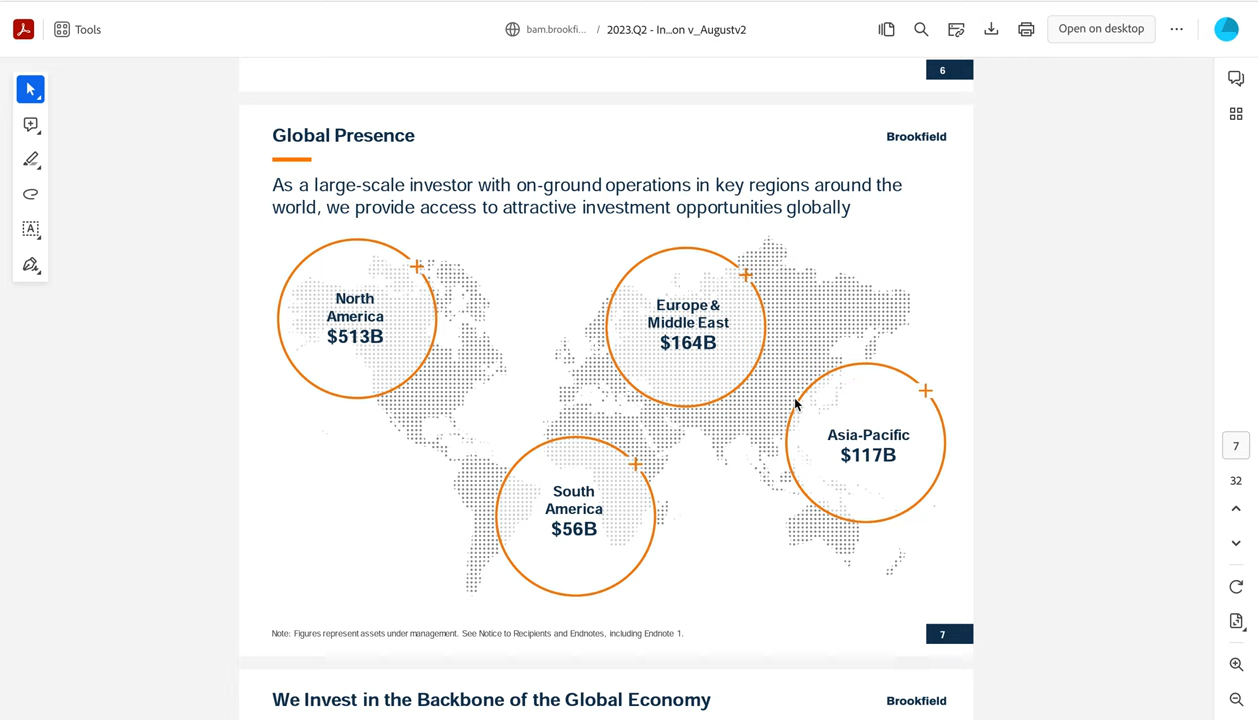 Tools
bam.brookfi... / 2023.Q2 - In...on v_Augustv2
Open on desktop
6
Global Presence
Brookfield
As a large-scale investor with on-ground operations in key regions around the
world, we provide access to attractive investment opportunities globally
North
America
$513B
Europe &
Middle East
$164B
Asia-Pacific
$117B
South
America
$56B
7
32
Note: Figures represent assets under management. See Notice to Recipients and Endnotes, including Endnote 1.
7
We Invest in the Backbone of the Global Economy
Brookfield